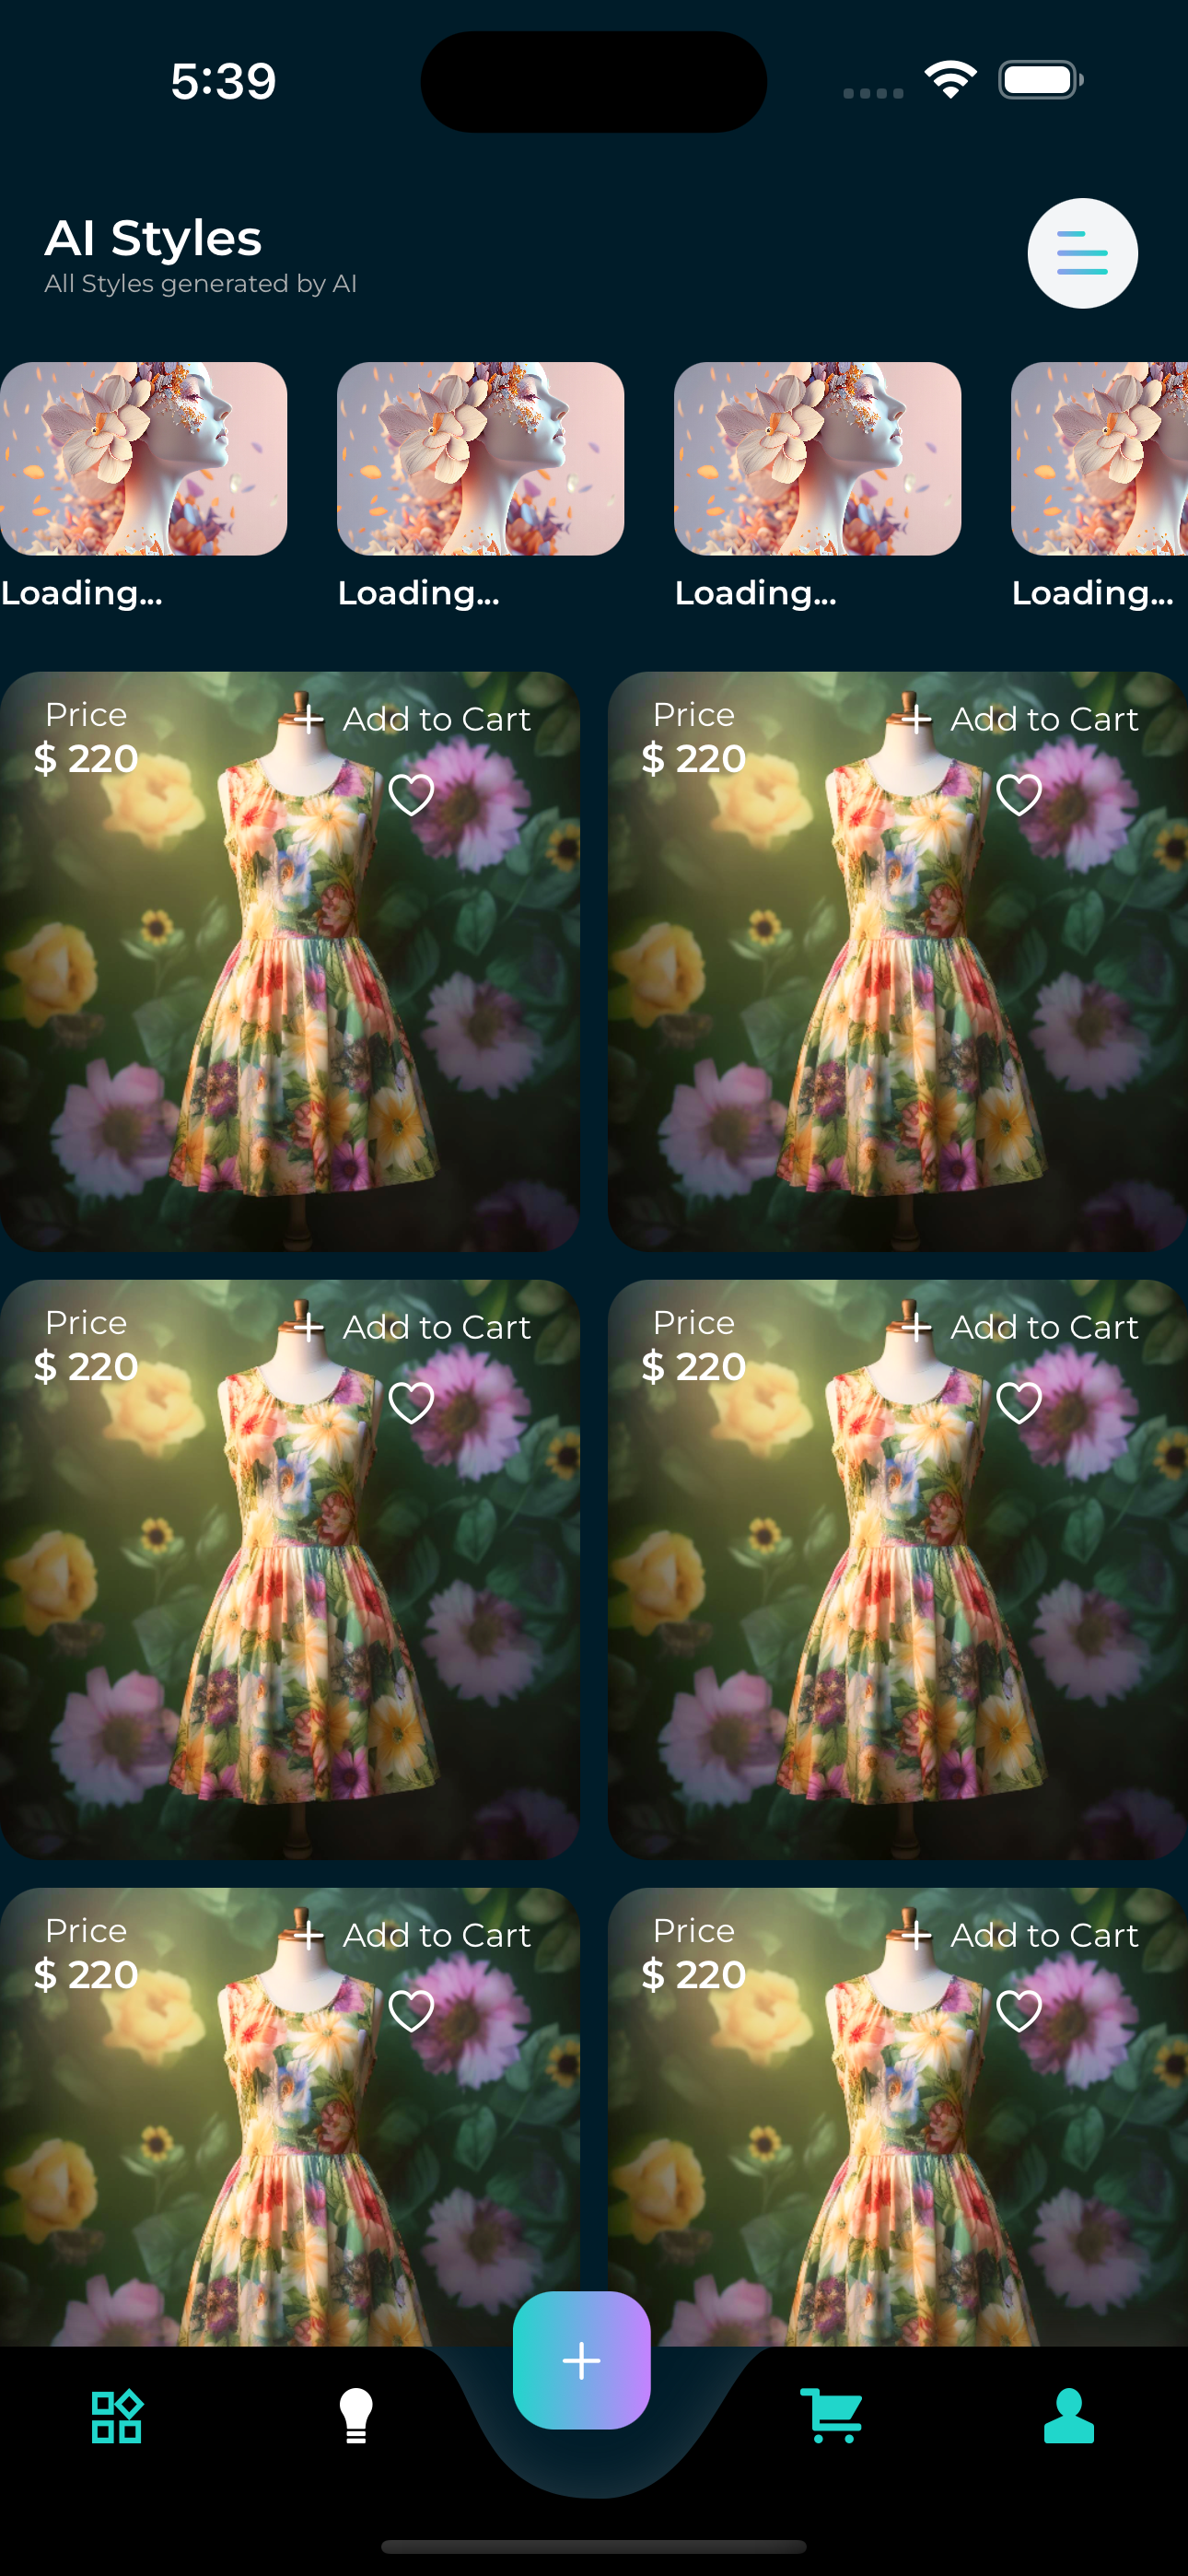 5:39
AI Styles
All Styles generated by AI
Loading... Loading... Loading... Loading...
Price + Add to Cart Price + Add to Cart
$ 220 $ 220
Price + Add to Cart Price + Add to Cart
$ 220 $ 220
Price + Add to Cart Price + Add to Cart
$ 220 $ 220